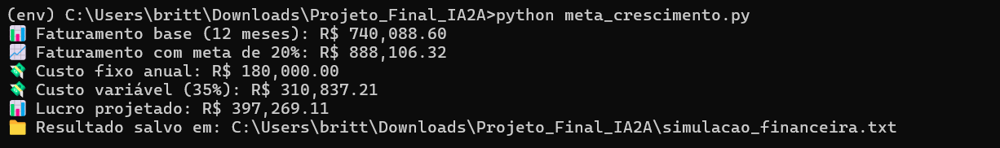 (env) C:\Users\britt\Downloads\Projeto_Final_IA2A>python meta_crescimento.py
📊 Faturamento base (12 meses): R$ 740,088.60
📈 Faturamento com meta de 20%: R$ 888,106.32
💸 Custo fixo anual: R$ 180,000.00
💸 Custo variável (35%): R$ 310,837.21
📊 Lucro projetado: R$ 397,269.11
📁 Resultado salvo em: C:\Users\britt\Downloads\Projeto_Final_IA2A\simulacao_financeira.txt